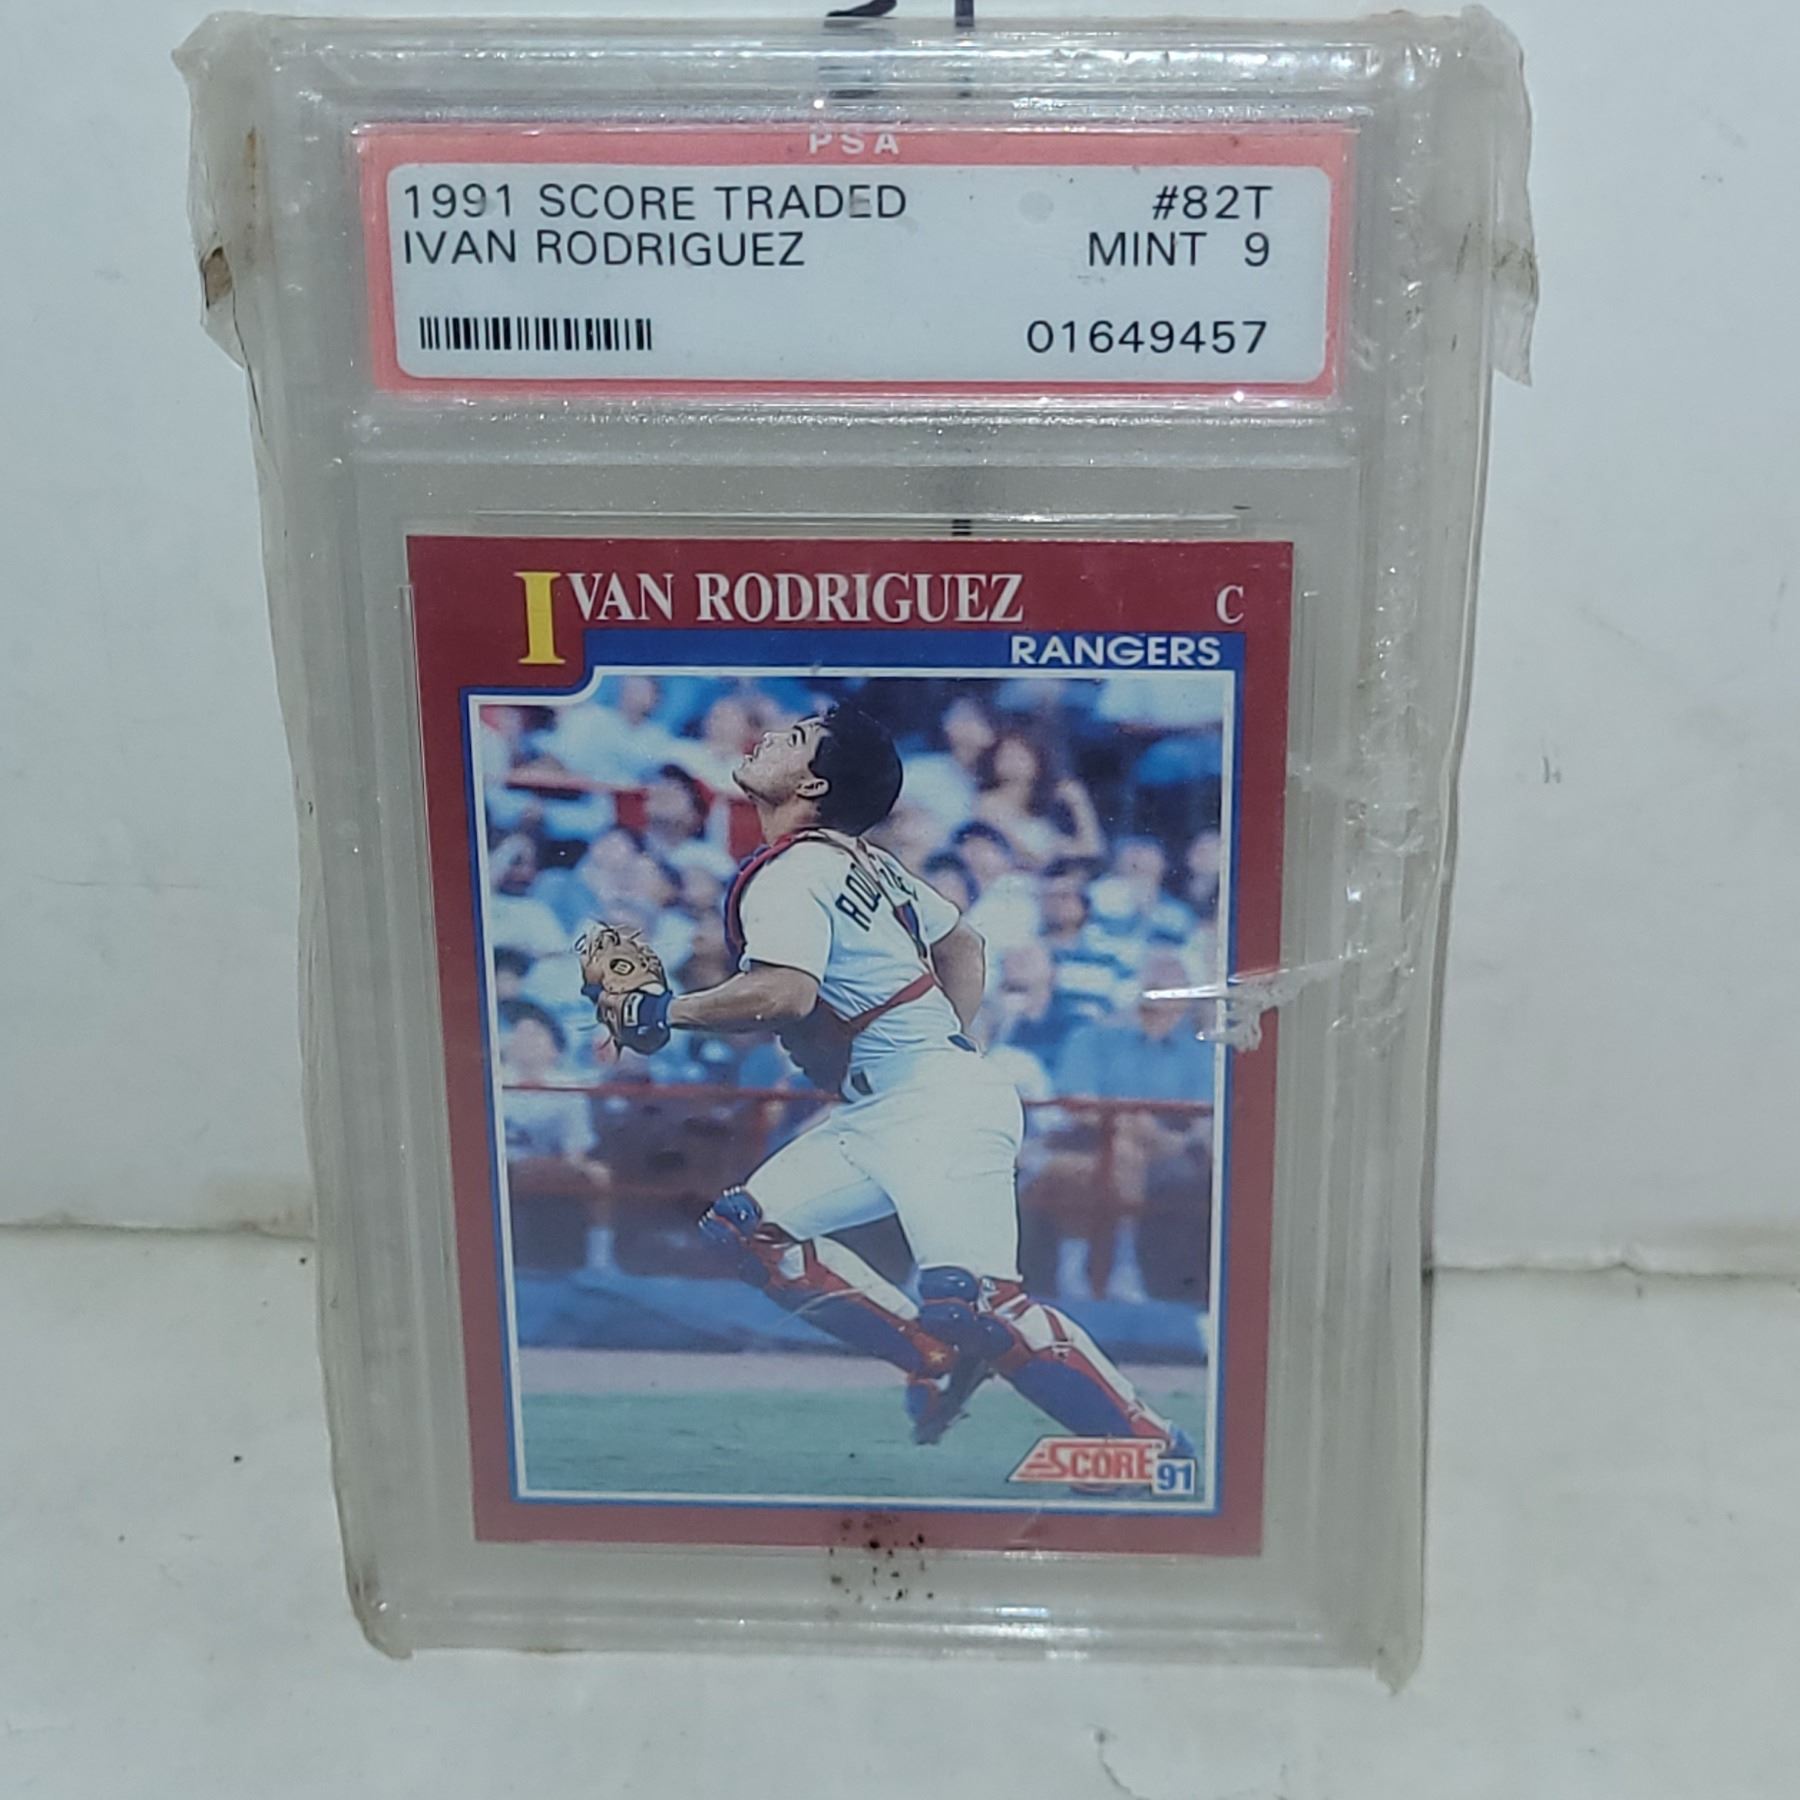 PSA
1991 SCORE TRADED #82T
IVAN RODRIGUEZ MINT 9
01649457
IVAN RODRIGUEZ C
RANGERS
SCORE 91